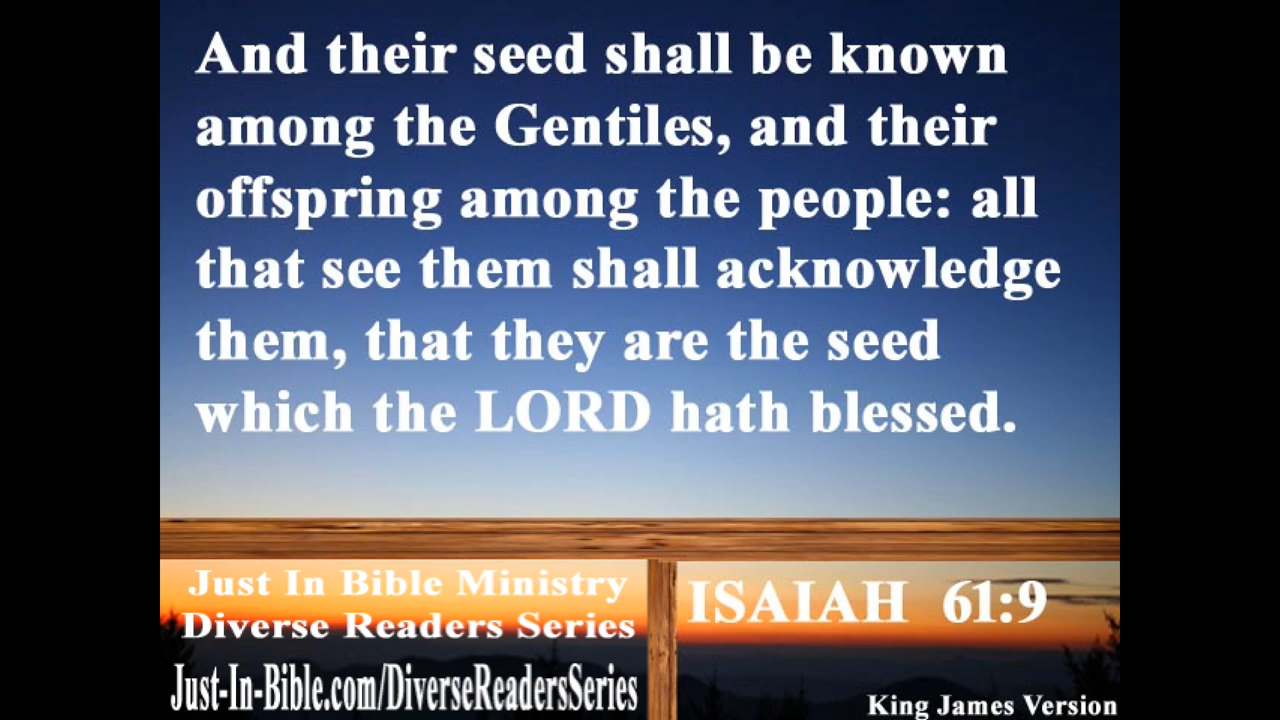 And their seed shall be known
among the Gentiles, and their
offspring among the people: all
that see them shall acknowledge
them, that they are the seed
which the LORD hath blessed.
Just In Bible Ministry
Diverse Readers Series
Just-In-Bible.com/DiverseReadersSeries
ISAIAH 61:9
King James Version